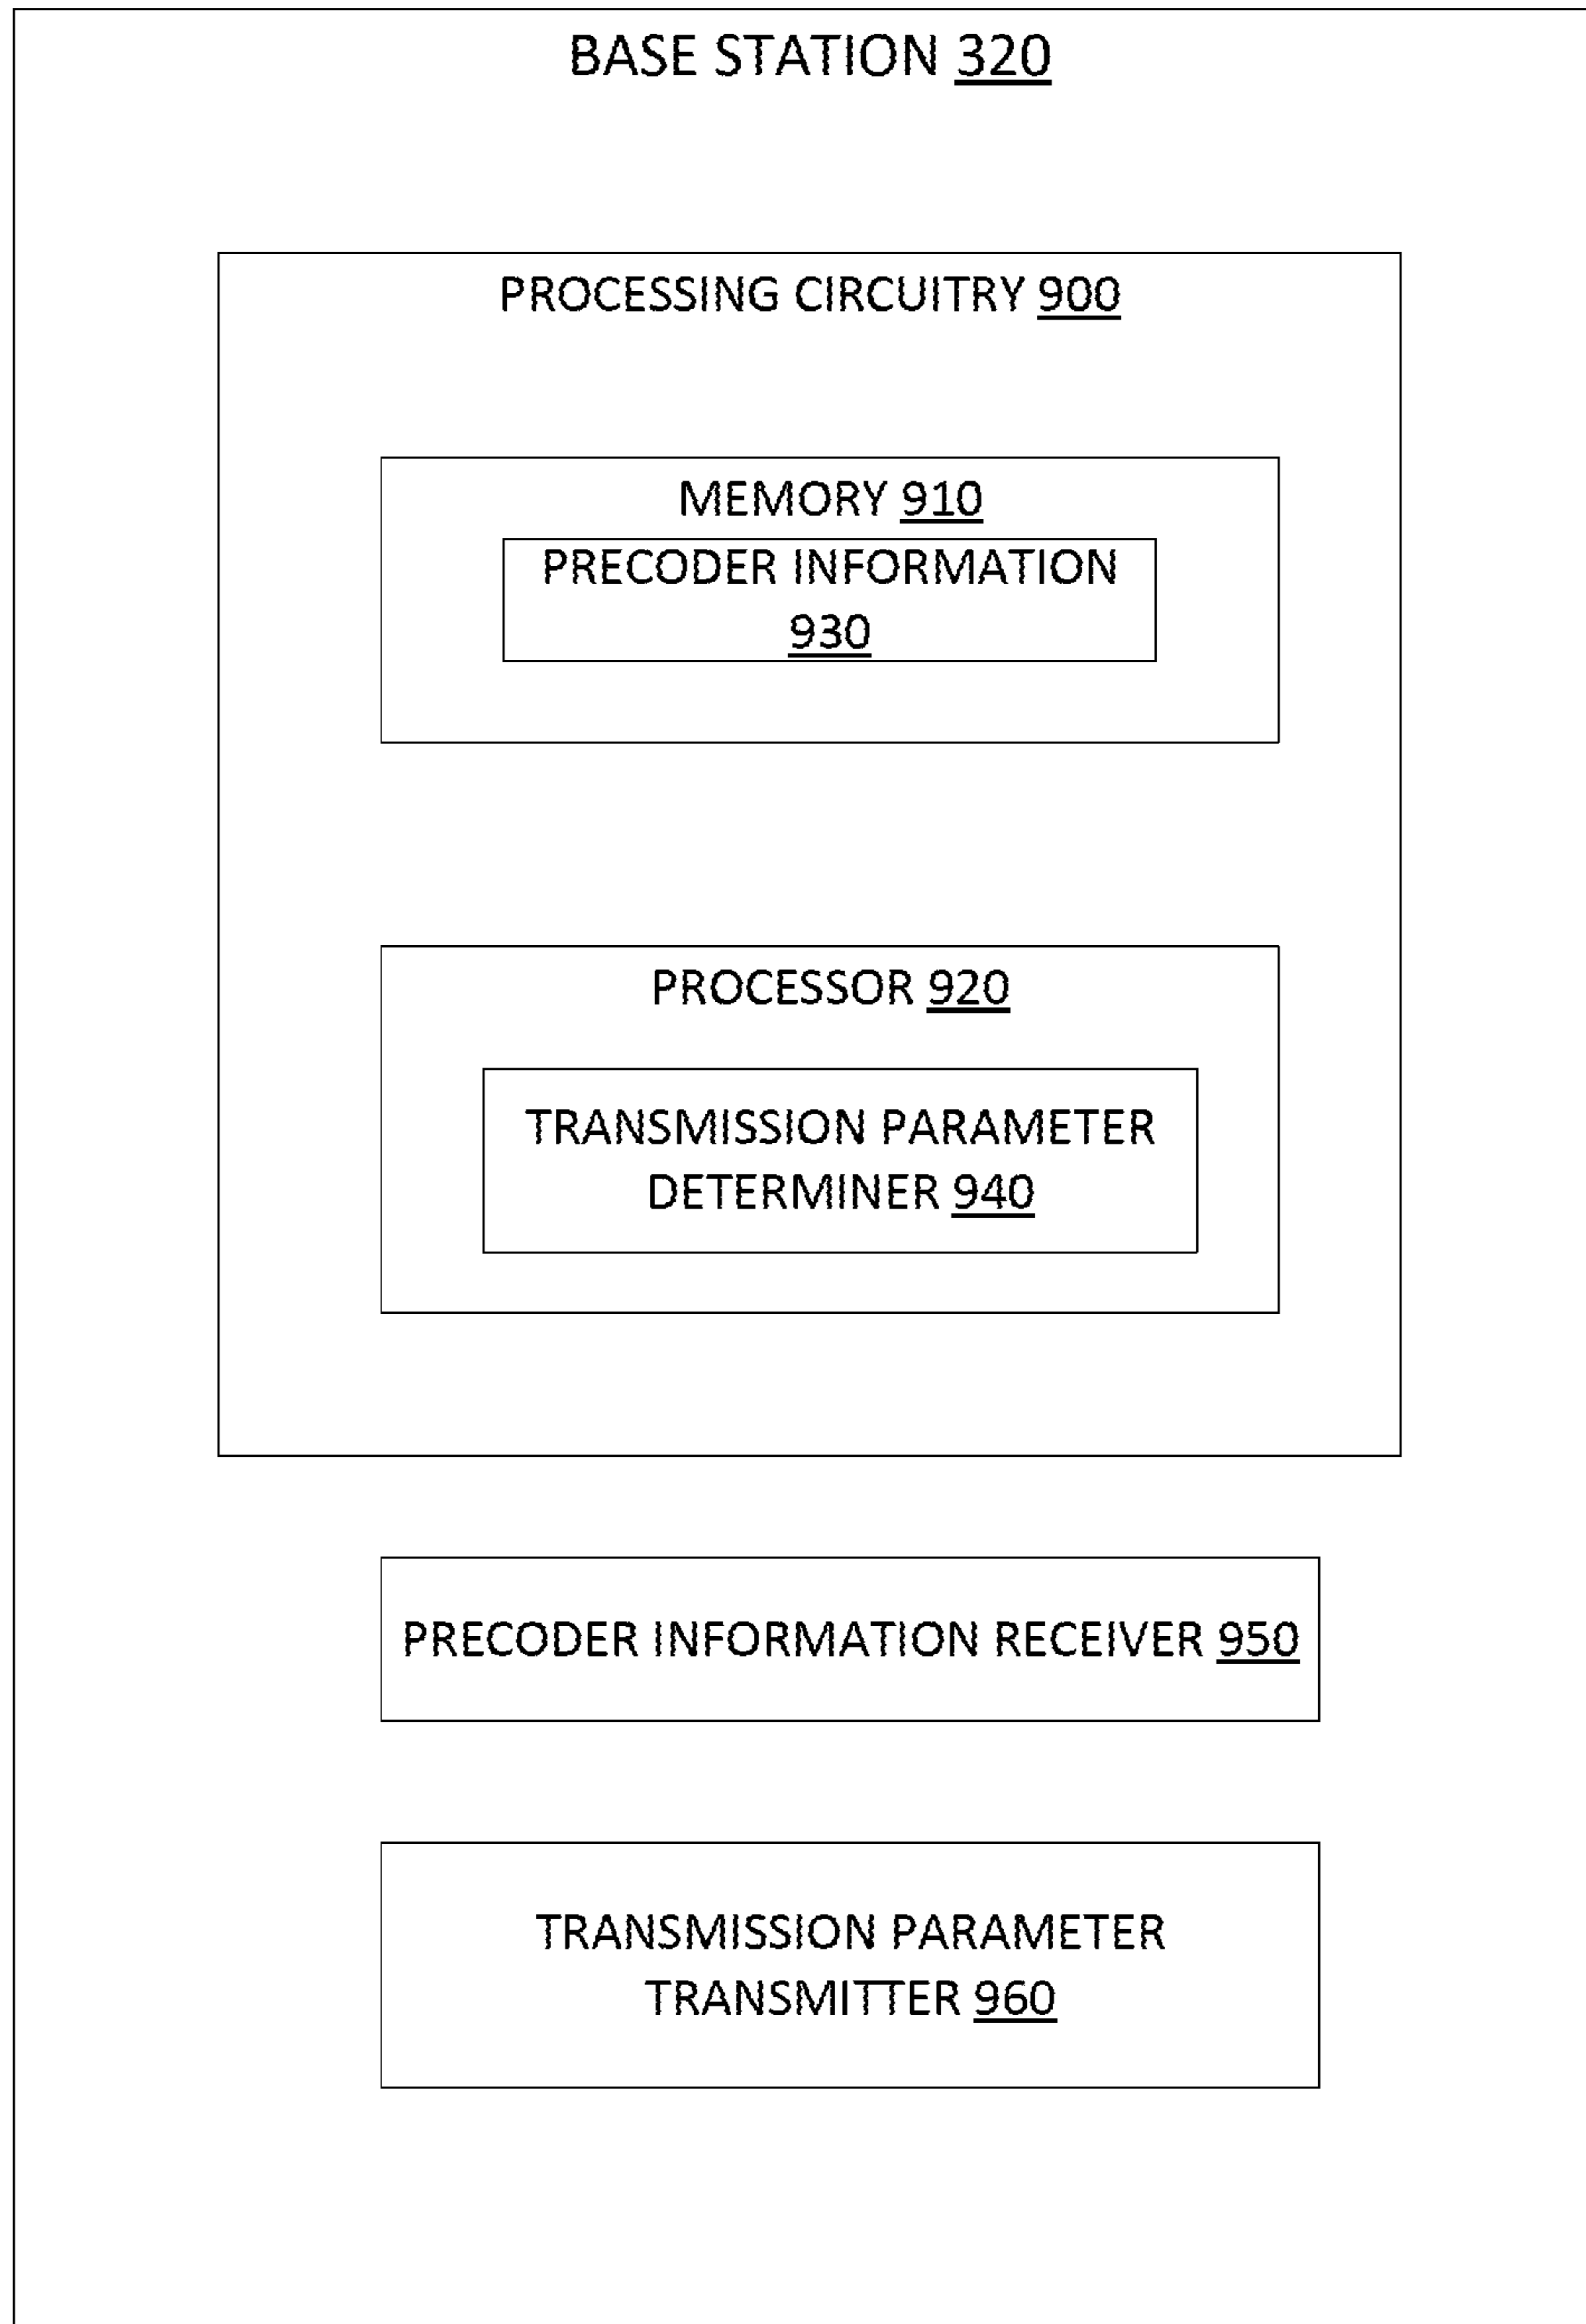 BASE STATION 320
PROCESSING CIRCUITRY 900
MEMORY 910
PRECODER INFORMATION
930
PROCESSOR 920
TRANSMISSION PARAMETER
DETERMINER 940
PRECODER INFORMATION RECEIVER 950
TRANSMISSION PARAMETER
TRANSMITTER 960